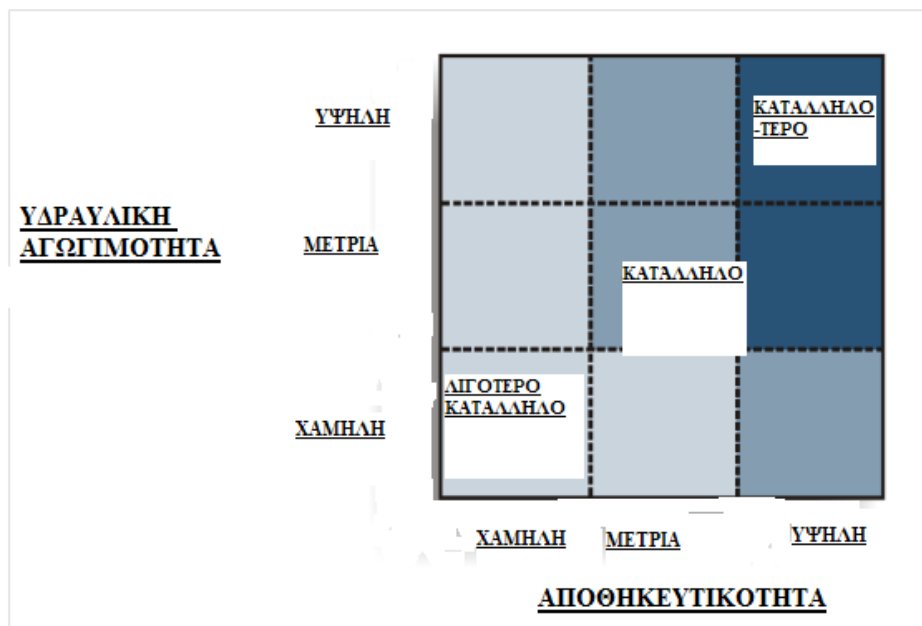 ΥΨΗΛΗ
ΚΑΤΑΛΛΗΛΟ
-ΤΕΡΟ
ΥΔΡΑΥΛΙΚΗ
ΑΓΩΓΙΜΟΤΗΤΑ
ΜΕΤΡΙΑ
ΚΑΤΑΛΛΗΛΟ
ΛΙΓΟΤΕΡΟ
ΚΑΤΑΛΛΗΛΟ
ΧΑΜΗΛΗ
ΧΑΜΗΛΗ
ΜΕΤΡΙΑ
ΥΨΗΛΗ
ΑΠΟΘΗΚΕΥΤΙΚΟΤΗΤΑ